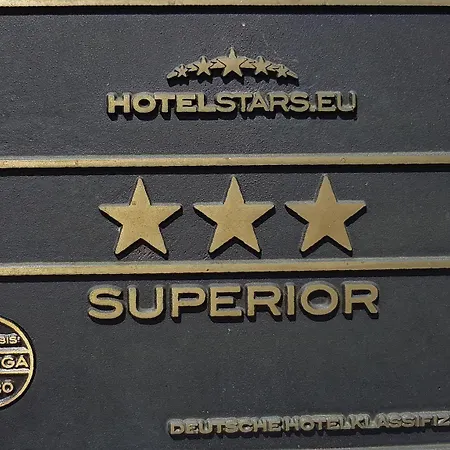 HOTELSTARS.EU
SUPERIOR
DEUTSCHE HOTELKLASSIFIZ